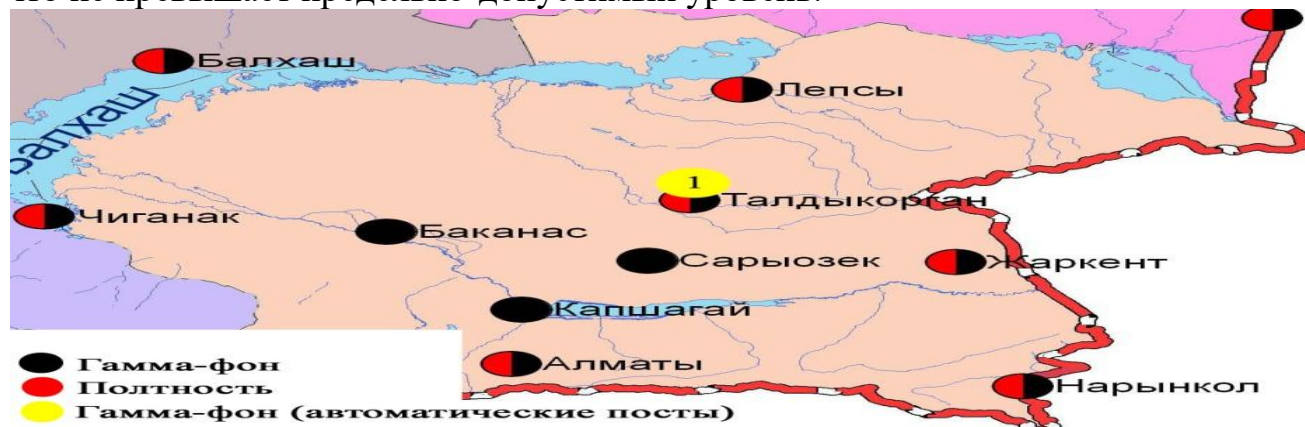 Балхаш
Лепсы
Балхаш
1
Талдыкорган
Чиганак
Баканас
Сарыозек
Жаркент
Капшагай
Алматы
Нарынкол
Гамма-фон
Полтность
Гамма-фон (автоматические посты)